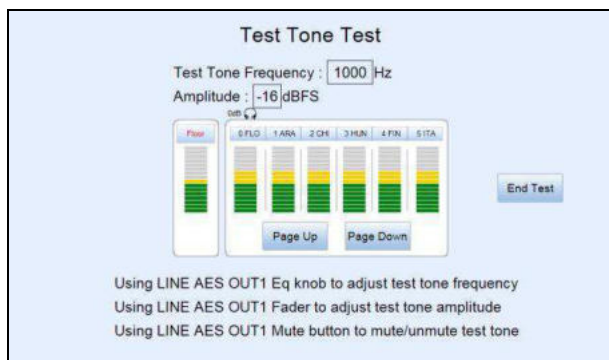 Test Tone Test
Test Tone Frequency : 1000 Hz
Amplitude : -16 dBFS
0dB
Floor 0 FLO 1 ARA 2 CHI 3 HUN 4 FIN 5 ITA
End Test
Page Up Page Down
Using LINE AES OUT1 Eq knob to adjust test tone frequency
Using LINE AES OUT1 Fader to adjust test tone amplitude
Using LINE AES OUT1 Mute button to mute/unmute test tone